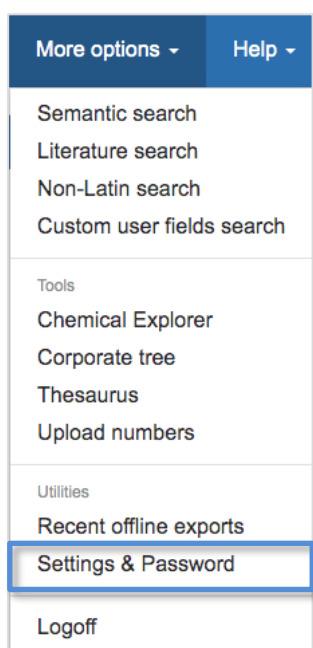 More options Help
Semantic search
Literature search
Non-Latin search
Custom user fields search
Tools
Chemical Explorer
Corporate tree
Thesaurus
Upload numbers
Utilities
Recent offline exports
Settings & Password
Logoff